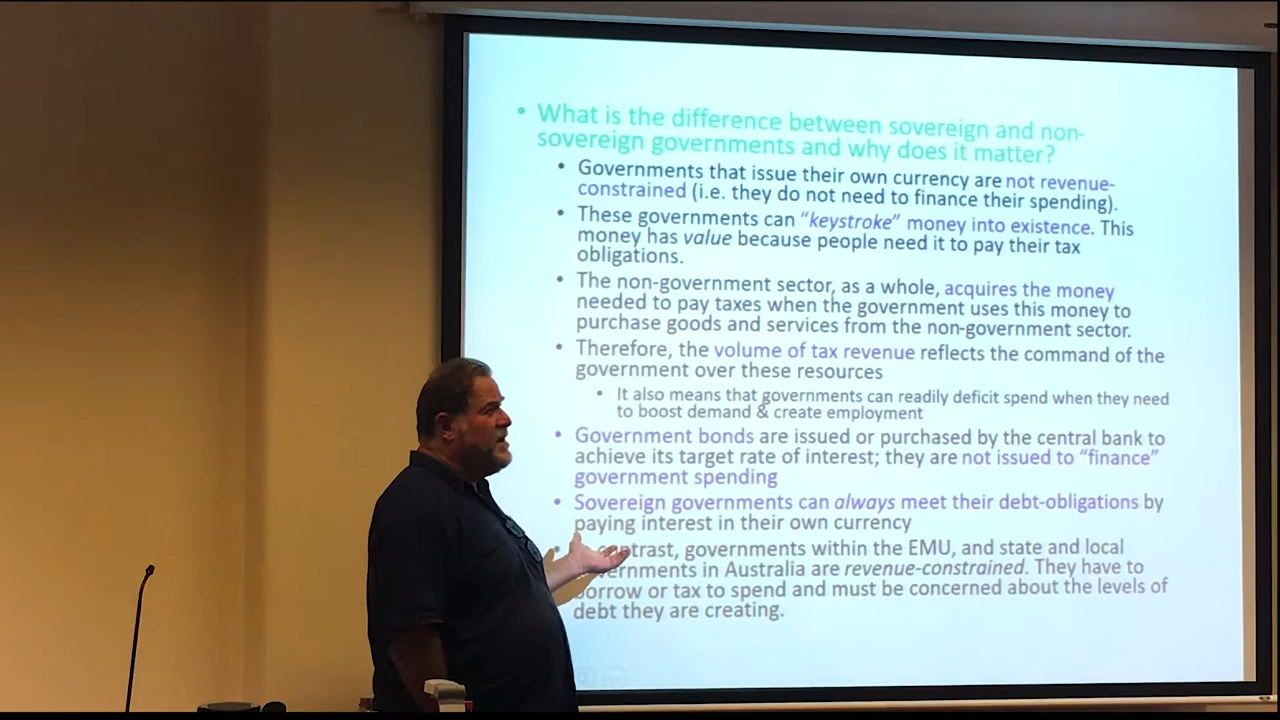 • What is the difference between sovereign and non-
sovereign governments and why does it matter?
• Governments that issue their own currency are not revenue-
constrained (i.e. they do not need to finance their spending).
• These governments can “keystroke” money into existence. This
money has value because people need it to pay their tax
obligations.
• The non-government sector, as a whole, acquires the money
needed to pay taxes when the government uses this money to
purchase goods and services from the non-government sector.
• Therefore, the volume of tax revenue reflects the command of the
government over these resources
• It also means that governments can readily deficit spend when they need
to boost demand & create employment
• Government bonds are issued or purchased by the central bank to
achieve its target rate of interest; they are not issued to “finance”
government spending
• Sovereign governments can always meet their debt-obligations by
paying interest in their own currency
• governments within the EMU, and state and local
in Australia are revenue-constrained. They have to
borrow or tax to spend and must be concerned about the levels of
debt they are creating.